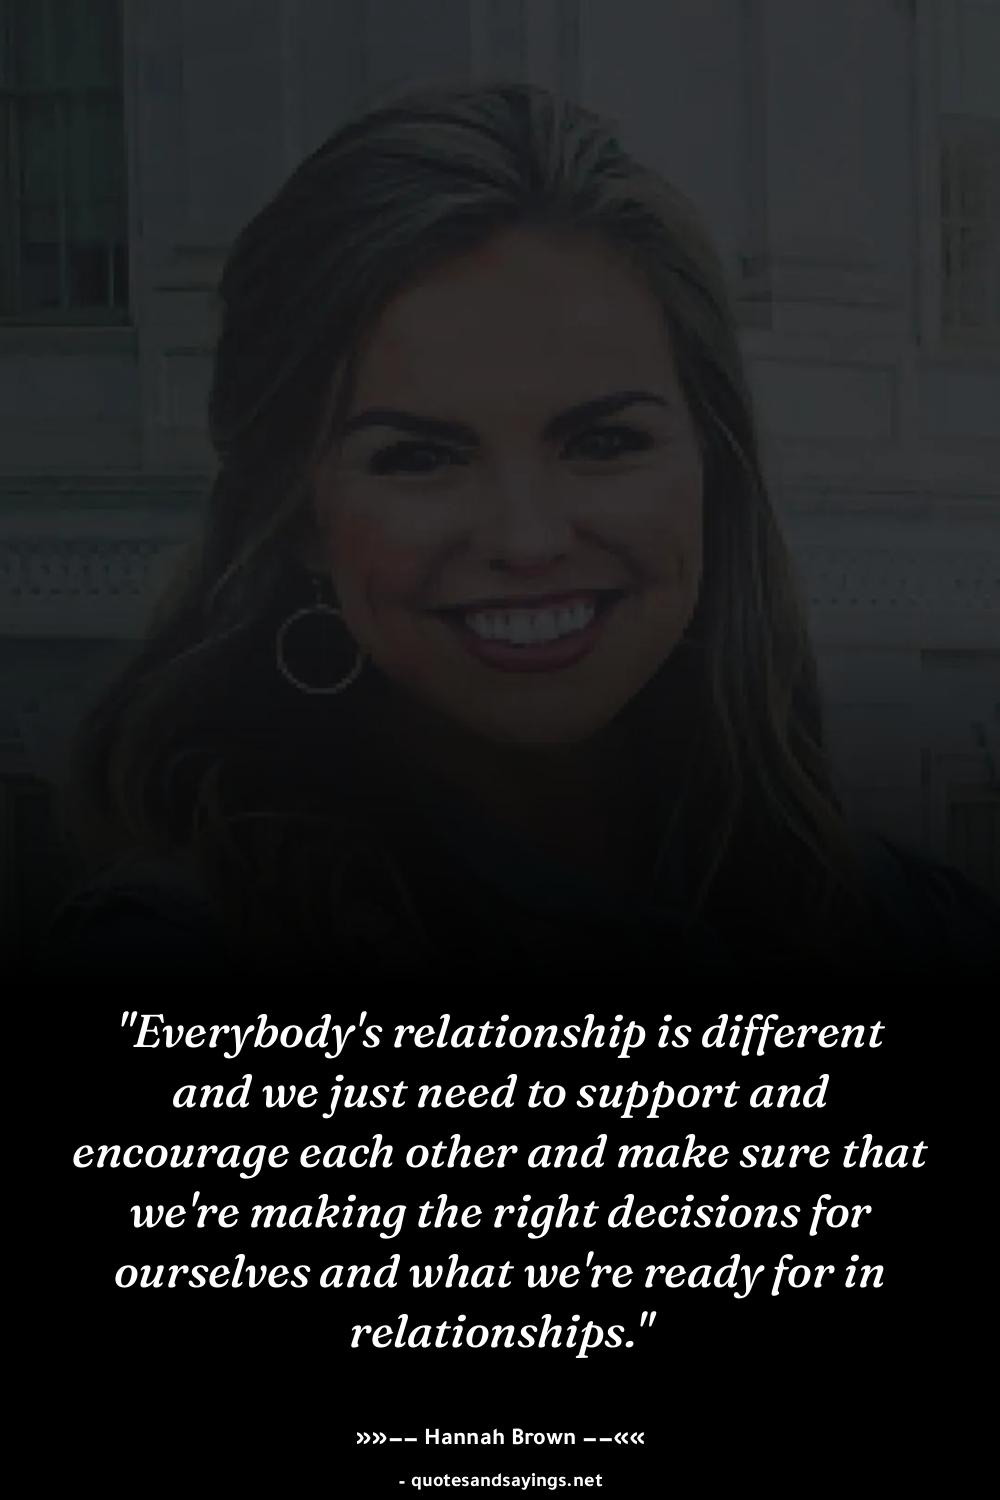 "Everybody's relationship is different
and we just need to support and
encourage each other and make sure that
we're making the right decisions for
ourselves and what we're ready for in
relationships."
»»−− Hannah Brown −−««
- quotesandsayings.net